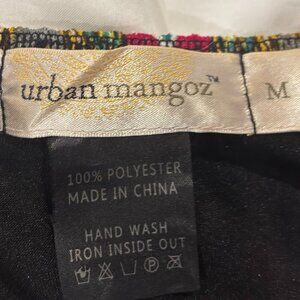 urban mangoz™ M
100% POLYESTER
MADE IN CHINA
HAND WASH
IRON INSIDE OUT
P